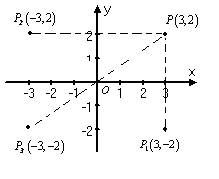 P₂(−3,2) y P(3,2)
2
1
x
-3 -2 -1 O 1 2 3
-1
-2
P₃(−3,−2) P₁(3,−2)